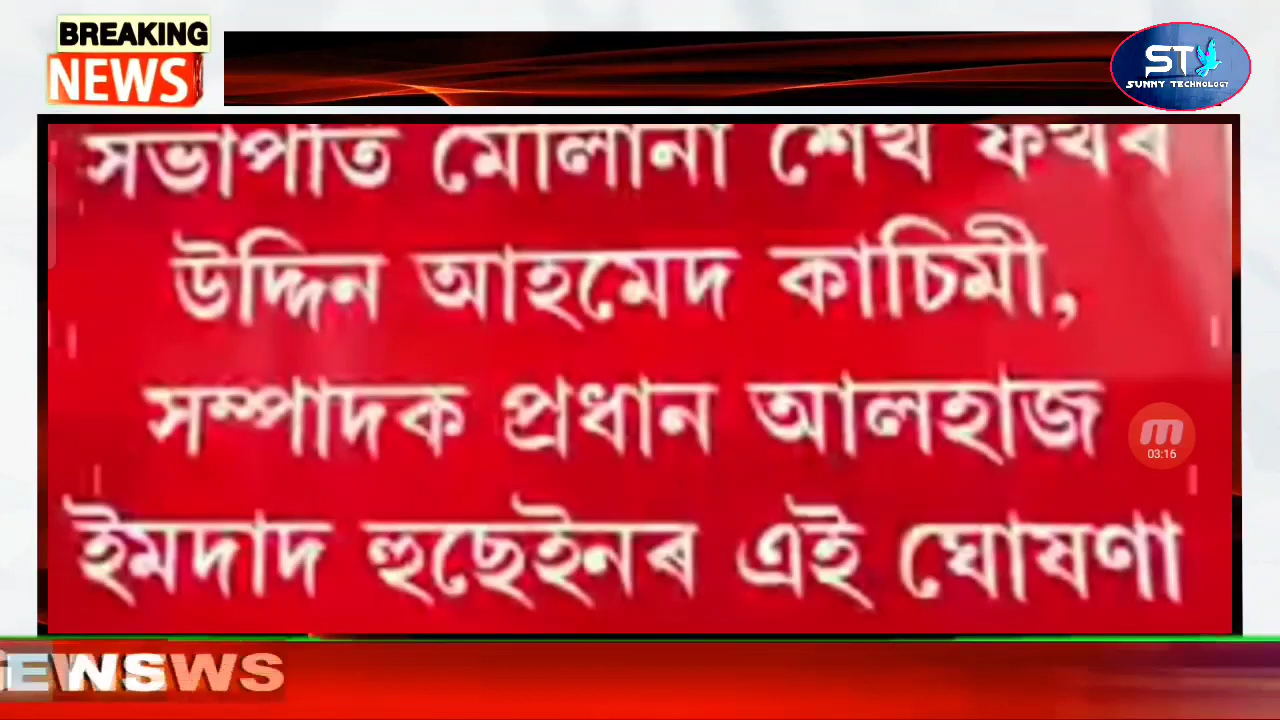 BREAKING
NEWS
ST
SUNNY TECHNOLOGY
সভাপতি মৌলানা শেখ ফখৰ
উদ্দিন আহমেদ কাচিমী,
সম্পাদক প্ৰধান আলহাজ
ইমদাদ হুছেইনৰ এই ঘোষণা
03:16